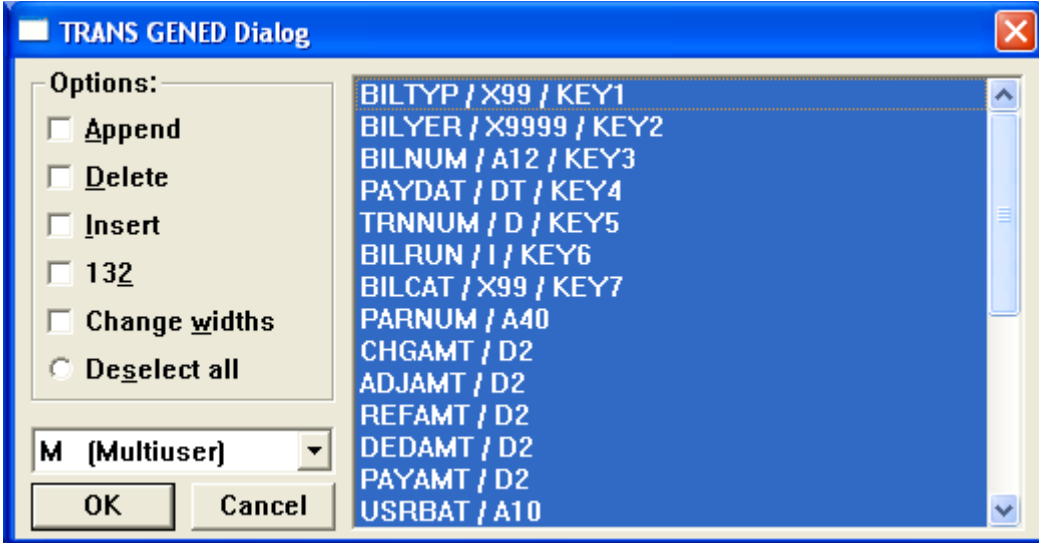 TRANS GENED Dialog
Options:
Append
Delete
Insert
132
Change widths
Deselect all
M (Multiuser)
OK Cancel
BILTYP / X99 / KEY1
BILYER / X9999 / KEY2
BILNUM / A12 / KEY3
PAYDAT / DT / KEY4
TRNNUM / D / KEY5
BILRUN / I / KEY6
BILCAT / X99 / KEY7
PARNUM / A40
CHGAMT / D2
ADJAMT / D2
REFAMT / D2
DEDAMT / D2
PAYAMT / D2
USRBAT / A10